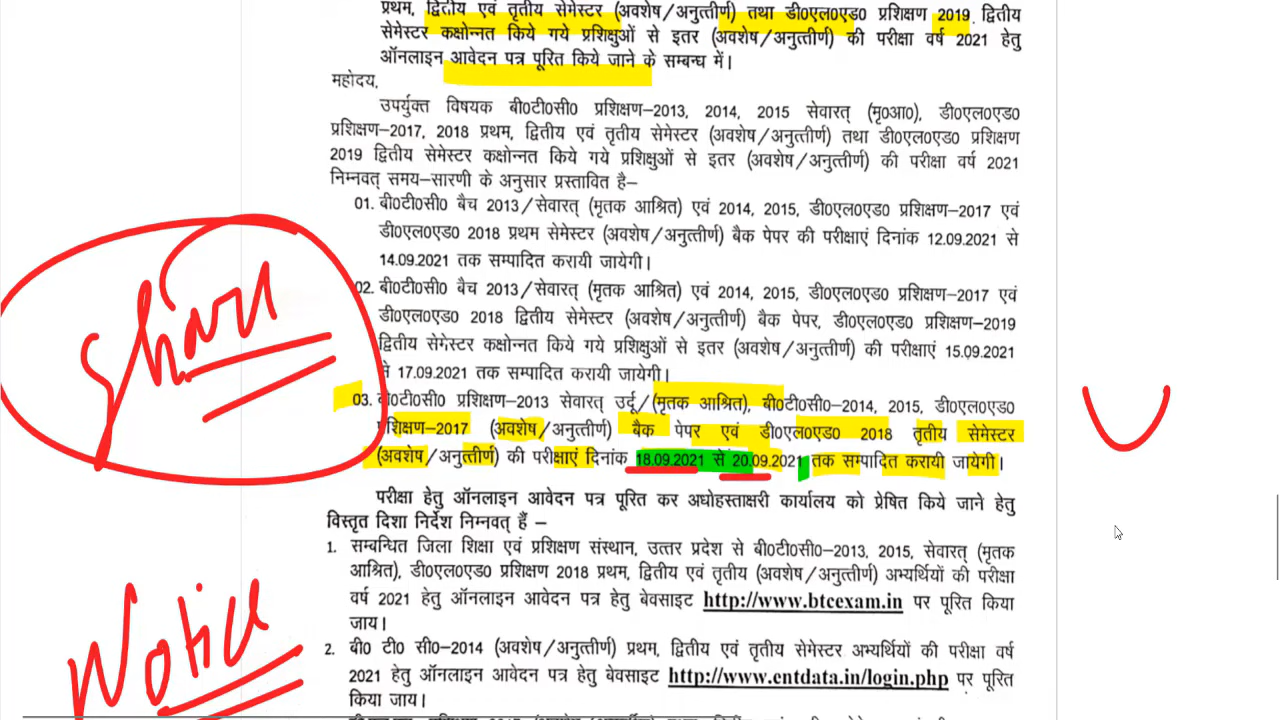 प्रथम, द्वितीय एवं तृतीय सेमेस्टर (अवशेष/अनुत्तीर्ण) तथा डी0एल0एड0 प्रशिक्षण 2019 द्वितीय
सेमेस्टर कक्षोन्नत किये गये प्रशिक्षुओं से इतर (अवशेष/अनुत्तीर्ण) की परीक्षा वर्ष 2021 हेतु
ऑनलाइन आवेदन पत्र पूरित किये जाने के सम्बन्ध में।
महोदय,
उपर्युक्त विषयक बी0टी0सी0 प्रशिक्षण–2013, 2014, 2015 सेवारत् (मृ0आ0), डी0एल0एड0
प्रशिक्षण–2017, 2018 प्रथम, द्वितीय एवं तृतीय सेमेस्टर (अवशेष/अनुत्तीर्ण) तथा डी0एल0एड0 प्रशिक्षण
2019 द्वितीय सेमेस्टर कक्षोन्नत किये गये प्रशिक्षुओं से इतर (अवशेष/अनुत्तीर्ण) की परीक्षा वर्ष 2021
निम्नवत् समय–सारणी के अनुसार प्रस्तावित है–
01. बी0टी0सी0 बैच 2013/सेवारत् (मृतक आश्रित) एवं 2014, 2015, डी0एल0एड0 प्रशिक्षण–2017 एवं
डी0एल0एड0 2018 प्रथम सेमेस्टर (अवशेष/अनुत्तीर्ण) बैक पेपर की परीक्षाएं दिनांक 12.09.2021 से
14.09.2021 तक सम्पादित करायी जायेगी।
02. बी0टी0सी0 बैच 2013/सेवारत् (मृतक आश्रित) एवं 2014, 2015, डी0एल0एड0 प्रशिक्षण–2017 एवं
डी0एल0एड0 2018 द्वितीय सेमेस्टर (अवशेष/अनुत्तीर्ण) बैक पेपर, डी0एल0एड0 प्रशिक्षण–2019
द्वितीय सेमेस्टर कक्षोन्नत किये गये प्रशिक्षुओं से इतर (अवशेष/अनुत्तीर्ण) की परीक्षाएं 15.09.2021
से 17.09.2021 तक सम्पादित करायी जायेगी।
03. बी0टी0सी0 प्रशिक्षण–2013 सेवारत् उर्दू/(मृतक आश्रित), बी0टी0सी0–2014, 2015, डी0एल0एड0
प्रशिक्षण–2017 (अवशेष/अनुत्तीर्ण) बैक पेपर एवं डी0एल0एड0 2018 तृतीय सेमेस्टर
(अवशेष/अनुत्तीर्ण) की परीक्षाएं दिनांक 18.09.2021 से 20.09.2021 तक सम्पादित करायी जायेगी।
परीक्षा हेतु ऑनलाइन आवेदन पत्र पूरित कर अधोहस्ताक्षरी कार्यालय को प्रेषित किये जाने हेतु
विस्तृत दिशा निर्देश निम्नवत् हैं –
1. सम्बन्धित जिला शिक्षा एवं प्रशिक्षण संस्थान, उत्तर प्रदेश से बी0टी0सी0–2013, 2015, सेवारत् (मृतक
आश्रित), डी0एल0एड0 प्रशिक्षण 2018 प्रथम, द्वितीय एवं तृतीय (अवशेष/अनुत्तीर्ण) अभ्यर्थियों की परीक्षा
वर्ष 2021 हेतु ऑनलाइन आवेदन पत्र हेतु बेवसाइट http://www.btcexam.in पर पूरित किया
जाय।
2. बी0 टी0 सी0–2014 (अवशेष/अनुत्तीर्ण) प्रथम, द्वितीय एवं तृतीय सेमेस्टर अभ्यर्थियों की परीक्षा वर्ष
2021 हेतु ऑनलाइन आवेदन पत्र हेतु बेवसाइट http://www.entdata.in/login.php पर पूरित
किया जाय।
Notice